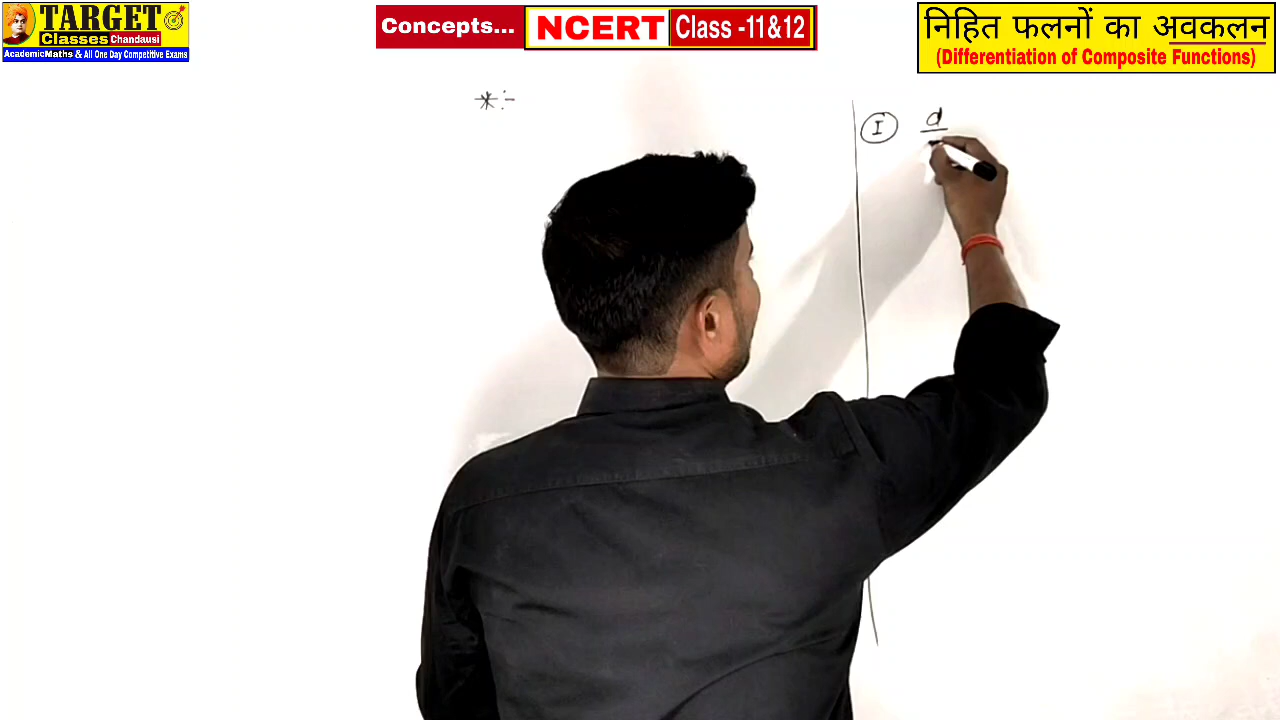 TARGET
Classes Chandausi
Academic Maths & All One Day Competitive Exams
Concepts... NCERT Class -11&12
निहित फलनों का अवकलन
(Differentiation of Composite Functions)
*:-
I d